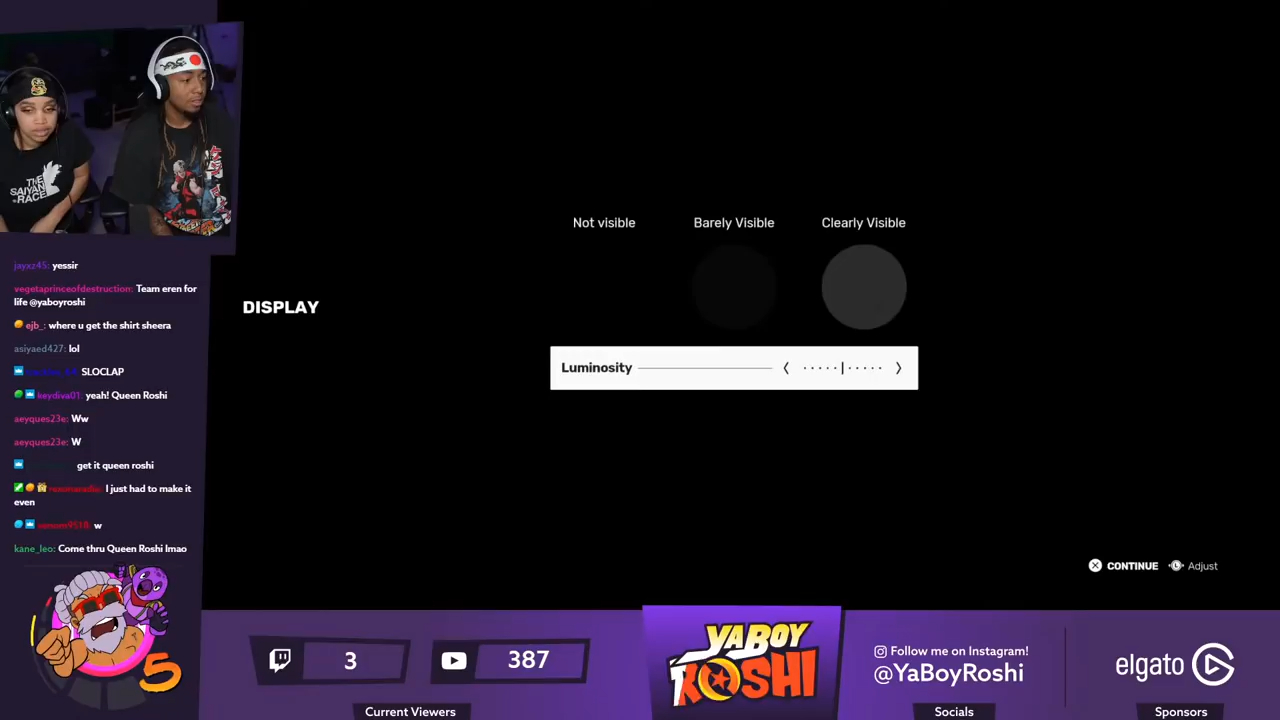 THE
SAIYAN
RACE
jayxz45: yessir
vegetaprinceofdestruction: Team eren for
life @yaboyroshi
ejb_: where u get the shirt sheera
asiyaed427: lol
SLOCLAP
keydiva01: yeah! Queen Roshi
aeyques23e: Ww
aeyques23e: W
get it queen roshi
I just had to make it
even
w
kane_leo: Come thru Queen Roshi lmao
5
Not visible Barely Visible Clearly Visible
DISPLAY
Luminosity
CONTINUE Adjust
3
387
Current Viewers
YABOY
ROSHI
Follow me on Instagram!
@YaBoyRoshi
Socials
elgato
Sponsors